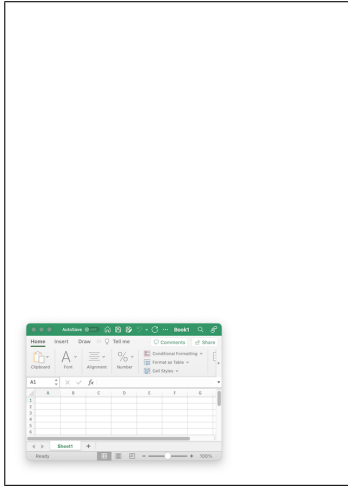 AutoSave OFF Book1
Home Insert Draw Tell me Comments Share
Clipboard Font Alignment Number Conditional Formatting
Format as Table
Cell Styles
A1 fx
A B C D E F G
1
2
3
4
5
6
Sheet1 +
Ready 100%